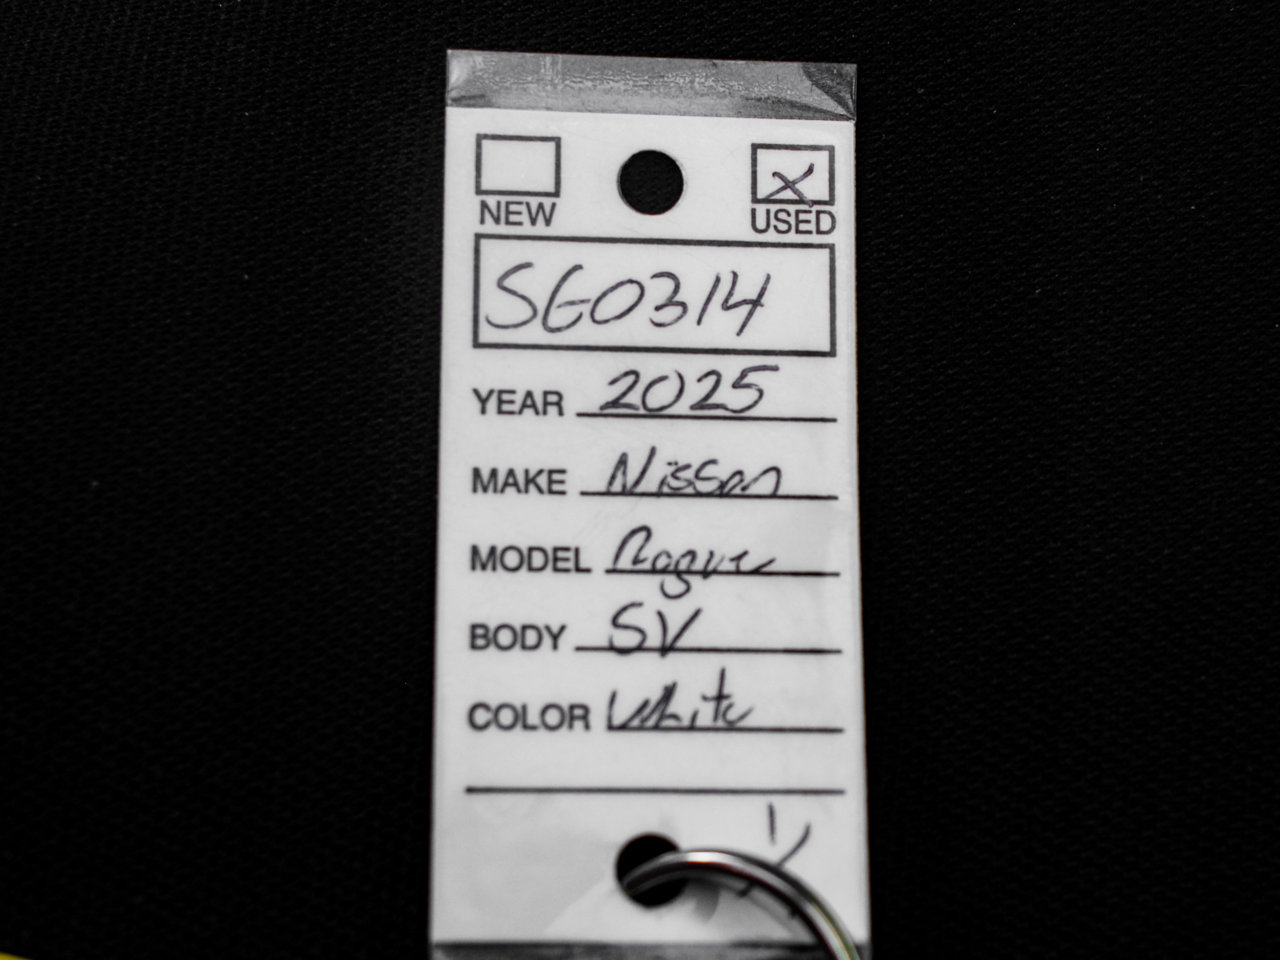 NEW USED
SG0314
YEAR 2025
MAKE Nissan
MODEL Rogue
BODY SV
COLOR White